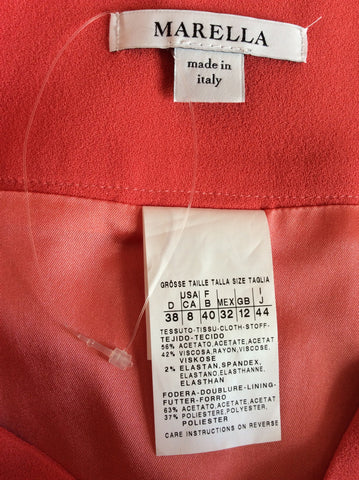 MARELLA
made in
italy
GRÖSSE TAILLE TALLA SIZE TAGLIA
D USA CA F B MEX GB I J
38 8 40 32 12 44
TESSUTO-TISSU-CLOTH-STOFF-
TEJIDO-TECIDO
56% ACETATO,ACETATE,ACETAT
42% VISCOSA,RAYON,VISCOSE,
VISKOSE
2% ELASTAN,SPANDEX,
ELASTANO,ELASTHANNE,
ELASTHAN
FODERA-DOUBLURE-LINING-
FUTTER-FORRO
63% ACETATO,ACETATE,ACETAT
37% POLIESTERE,POLYESTER,
POLIESTER
CARE INSTRUCTIONS ON REVERSE